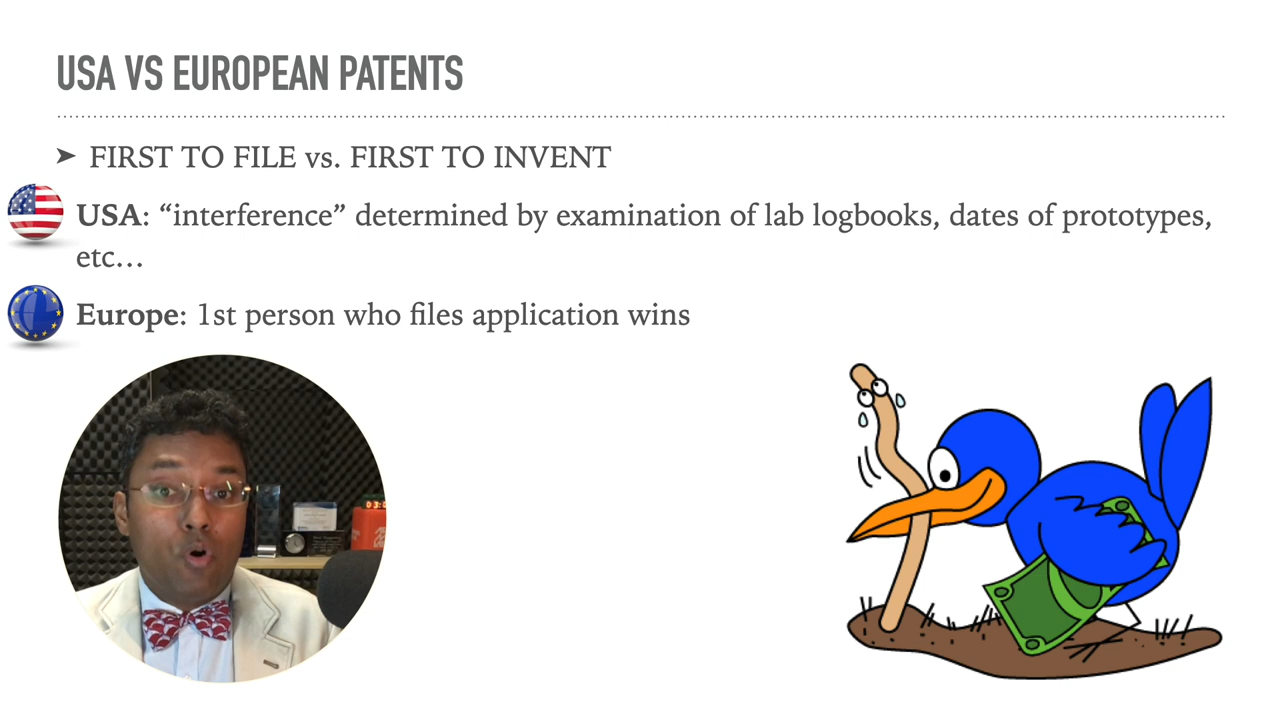 USA VS EUROPEAN PATENTS
➤ FIRST TO FILE vs. FIRST TO INVENT
USA: “interference” determined by examination of lab logbooks, dates of prototypes,
etc…
Europe: 1st person who files application wins